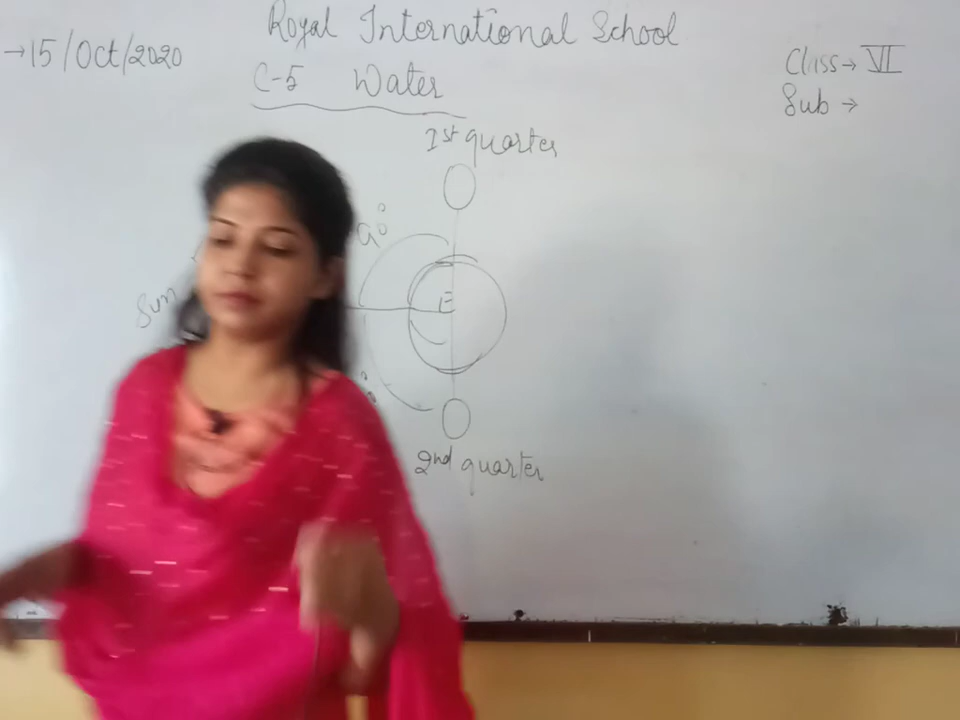 Royal International School
→15/Oct/2020
Class→ VI
C-5 Water
Sub →
1st quarter
Sun
E
2nd quarter